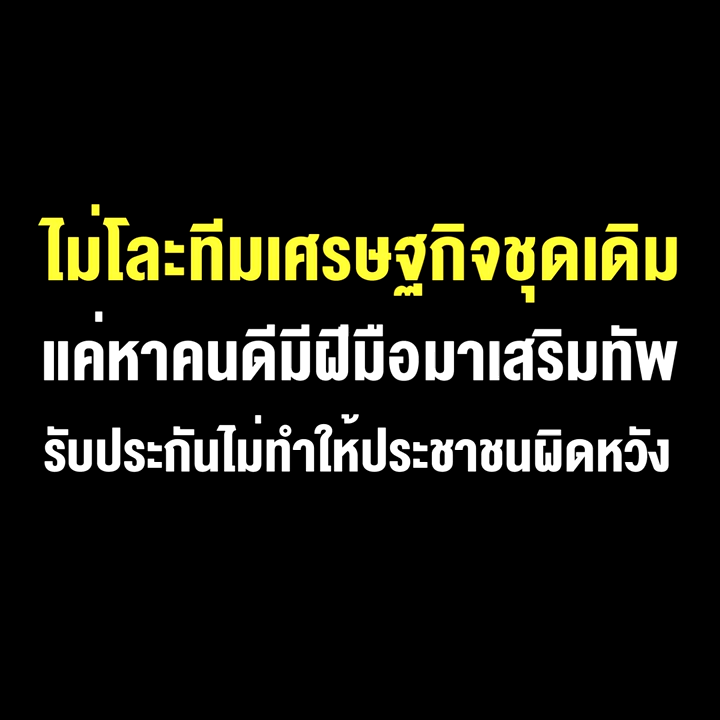 ไม่โละทีมเศรษฐกิจชุดเดิม
แค่หาคนดีมีฝีมือมาเสริมทัพ
รับประกันไม่ทำให้ประชาชนผิดหวัง